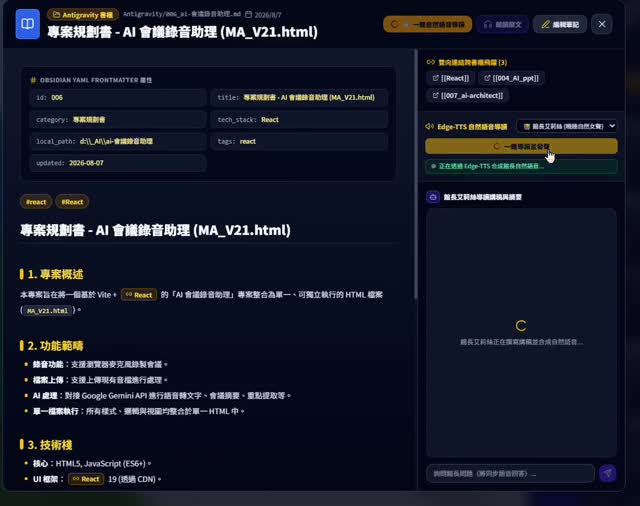 Antigravity 書櫃
Antigravity/006_ai-會議錄音助理.md
2026/8/7
專案規劃書 - AI 會議錄音助理 (MA_V21.html)
一鍵自然語音導讀
聽讀原文
編輯筆記
# OBSIDIAN YAML FRONTMATTER 屬性
id: 006
title: 專案規劃書 - AI 會議錄音助理 (MA_V21.html)
category: 專案規劃書
tech_stack: React
local_path: d:\\_AI\\ai-會議錄音助理
tags: react
updated: 2026-08-07
#react
#React
專案規劃書 - AI 會議錄音助理 (MA_V21.html)
1. 專案概述
本專案旨在將一個基於 Vite + React 的「AI 會議錄音助理」專案整合為單一、可獨立執行的 HTML 檔案
( MA_V21.html )。
2. 功能範疇
錄音功能：支援瀏覽器麥克風錄製會議。
檔案上傳：支援上傳現有音檔進行處理。
AI 處理：對接 Google Gemini API 進行語音轉文字、會議摘要、重點提取等。
單一檔案執行：所有樣式、邏輯與視圖均整合於單一 HTML 中。
3. 技術棧
核心：HTML5, JavaScript (ES6+)。
UI 框架： React 19 (透過 CDN)。
雙向連結跨書櫃飛躍 (3)
[[React]]
[[004_AI_ppt]]
[[007_ai-architect]]
Edge-TTS 自然語音導讀
館長艾莉絲 (曉臻自然女聲)
一鍵導讀並發聲
正在透過 Edge-TTS 合成館長自然語音...
館長艾莉絲導讀講稿與摘要
館長艾莉絲正在撰寫講稿並合成自然語音...
詢問館長問題（將同步語音回答）...